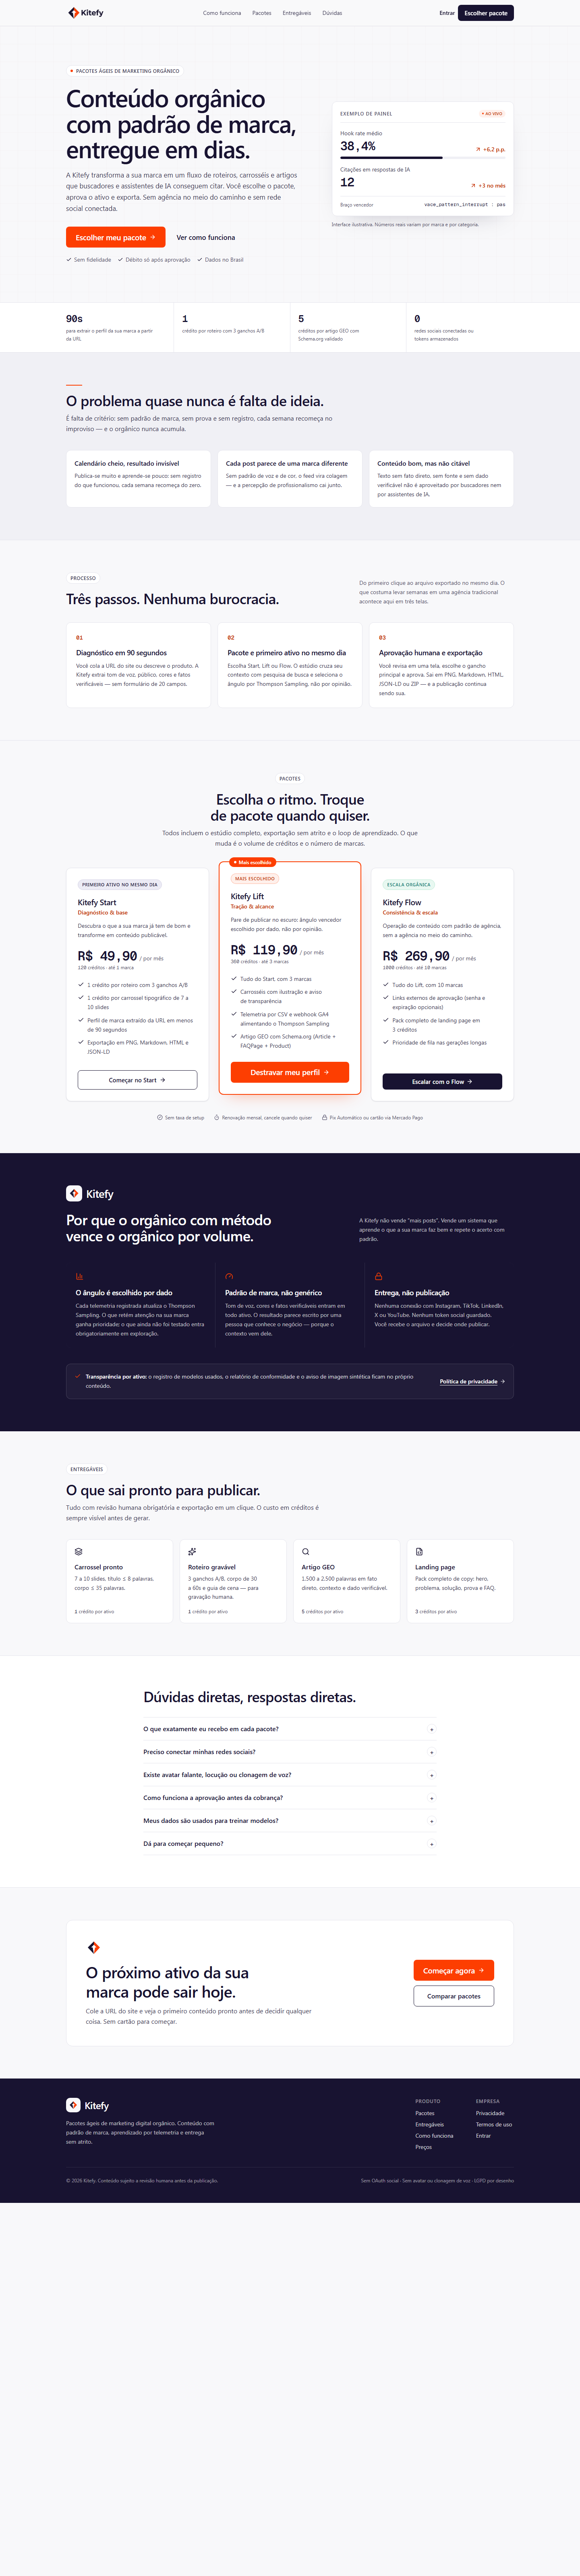 Kitefy
Como funciona
Pacotes
Entregáveis
Dúvidas
Entrar
Escolher pacote
PACOTES ÁGEIS DE MARKETING ORGÂNICO
Conteúdo orgânico
com padrão de marca,
entregue em dias.
A Kitefy transforma a sua marca em um fluxo de roteiros, carrosséis e artigos
que buscadores e assistentes de IA conseguem citar. Você escolhe o pacote,
prova o ativo e exporta. Sem agência no meio do caminho e sem rede
social conectada.
Escolher meu pacote
Ver como funciona
Sem fidelidade
Débito só após aprovação
Dados no Brasil
EXEMPLO DE PAINEL
AO VIVO
Hook rate médio
38,4%
+6,2 p.p.
Citações em respostas de IA
12
+3 no mês
Braço vencedor
Interface ilustrativa. Números reais variam por marca e por categoria.
90s
para extrair o perfil da sua marca a partir
da URL
1
crédito por roteiro com 3 ganchos A/B
5
créditos por artigo GEO com
Schema.org validado
0
redes sociais conectadas ou
tokens armazenados
O problema quase nunca é falta de ideia.
É falta de critério: sem padrão de marca, sem prova e sem registro, cada semana recomeça no
improviso — e o orgânico nunca acumula.
Calendário cheio, resultado invisível
Publica-se muito e aprende-se pouco: sem registro
do que funcionou, cada semana recomeça do zero.
Cada post parece de uma marca diferente
Sem padrão de voz e de cor, o feed vira colagem
— e a percepção de profissionalismo cai junto.
Conteúdo bom, mas não citável
Texto sem fato direto, sem fonte e sem dado
verificável não é aproveitado por buscadores nem
por assistentes de IA.
PROCESSO
Três passos. Nenhuma burocracia.
Do primeiro clique ao arquivo exportado no mesmo dia. O
que costuma levar semanas em uma agência tradicional
acontece aqui em três telas.
01
Diagnóstico em 90 segundos
Você cola a URL do site ou descreve o produto. A
Kitefy extrai tom de voz, público, cores e fatos
verificáveis — sem formulário de 20 campos.
02
Pacote e primeiro ativo no mesmo dia
Escolha Start, Lift ou Flow. O estúdio cruza seu
contexto com pesquisa de busca e seleciona o
ângulo por Thompson Sampling, não por opinião.
03
Aprovação humana e exportação
Você revisa em uma tela, escolhe o gancho
principal e aprova. Sai em PNG, Markdown, HTML,
JSON-LD ou ZIP — e a publicação continua
sendo sua.
PACOTES
Escolha o ritmo. Troque
de pacote quando quiser.
Todos incluem o estúdio completo, exportação sem atrito e o loop de aprendizado. O que
muda é o volume de créditos e o número de marcas.
PRIMEIRO ATIVO NO MESMO DIA
Kitefy Start
Diagnóstico & base
Descubra o que a sua marca já tem de bom e
transforme em conteúdo publicável.
R$ 49,90 / por mês
120 créditos · até 1 marca
1 crédito por roteiro com 3 ganchos A/B
1 crédito por carrossel tipográfico de 7 a
10 slides
Perfil de marca extraído da URL em menos
de 90 segundos
Exportação em PNG, Markdown, HTML e
JSON-LD
Começar no Start
Mais escolhido
MAIS ESCOLHIDO
Kitefy Lift
Tração & alcance
Pare de publicar no escuro: ângulo vencedor
escolhido por dado, não por opinião.
R$ 119,90 / por mês
360 créditos · até 3 marcas
Tudo do Start, com 3 marcas
Carrosséis com ilustração e aviso
de transparência
Telemetria por CSV e webhook GA4
alimentando o Thompson Sampling
Artigo GEO com Schema.org (Article +
FAQPage + Product)
Destravar meu perfil
ESCALA ORGÂNICA
Kitefy Flow
Consistência & escala
Operação de conteúdo com padrão de agência,
sem a agência no meio do caminho.
R$ 269,90 / por mês
1000 créditos · até 10 marcas
Tudo do Lift, com 10 marcas
Links externos de aprovação (senha e
expiração opcionais)
Pack completo de landing page em
3 créditos
Prioridade de fila nas gerações longas
Escalar com o Flow
Sem taxa de setup
Renovação mensal, cancele quando quiser
Pix Automático ou cartão via Mercado Pago
Kitefy
Por que o orgânico com método
vence o orgânico por volume.
A Kitefy não vende "mais posts". Vende um sistema que
aprende o que a sua marca faz bem e repete o acerto com
padrão.
O ângulo é escolhido por dado
Cada telemetria registrada atualiza o Thompson
Sampling. O que retém atenção na sua marca
ganha prioridade; o que ainda não foi testado entra
obrigatoriamente em exploração.
Padrão de marca, não genérico
Tom de voz, cores e fatos verificáveis entram em
todo ativo. O resultado parece escrito por uma
pessoa que conhece o negócio — porque o
contexto vem dele.
Entrega, não publicação
Nenhuma conexão com Instagram, TikTok, LinkedIn,
X ou YouTube. Nenhum token social guardado.
Você recebe o arquivo e decide onde publicar.
Transparência por ativo: o registro de modelos usados, o relatório de conformidade e o aviso de imagem sintética ficam no próprio
conteúdo.
Política de privacidade
ENTREGÁVEIS
O que sai pronto para publicar.
Tudo com revisão humana obrigatória e exportação em um clique. O custo em créditos é
sempre visível antes de gerar.
Carrossel pronto
7 a 10 slides, título ≤ 8 palavras,
corpo ≤ 35 palavras.
1 crédito por ativo
Roteiro gravável
3 ganchos A/B, corpo de 30
a 60s e guia de cena — para
gravação humana.
1 crédito por ativo
Artigo GEO
1.500 a 2.500 palavras em fato
direto, contexto e dado verificável.
5 créditos por ativo
Landing page
Pack completo de copy: hero,
problema, solução, prova e FAQ.
3 créditos por ativo
Dúvidas diretas, respostas diretas.
O que exatamente eu recebo em cada pacote?
+
Preciso conectar minhas redes sociais?
+
Existe avatar falante, locução ou clonagem de voz?
+
Como funciona a aprovação antes da cobrança?
+
Meus dados são usados para treinar modelos?
+
Dá para começar pequeno?
+
O próximo ativo da sua
marca pode sair hoje.
Cole a URL do site e veja o primeiro conteúdo pronto antes de decidir qualquer
coisa. Sem cartão para começar.
Começar agora
Comparar pacotes
Kitefy
Pacotes ágeis de marketing digital orgânico. Conteúdo com
padrão de marca, aprendizado por telemetria e entrega
sem atrito.
PRODUTO
Pacotes
Entregáveis
Como funciona
Preços
EMPRESA
Privacidade
Termos de uso
Entrar
© 2026 Kitefy. Conteúdo sujeito a revisão humana antes da publicação.
Sem OAuth social · Sem avatar ou clonagem de voz · LGPD por desenho